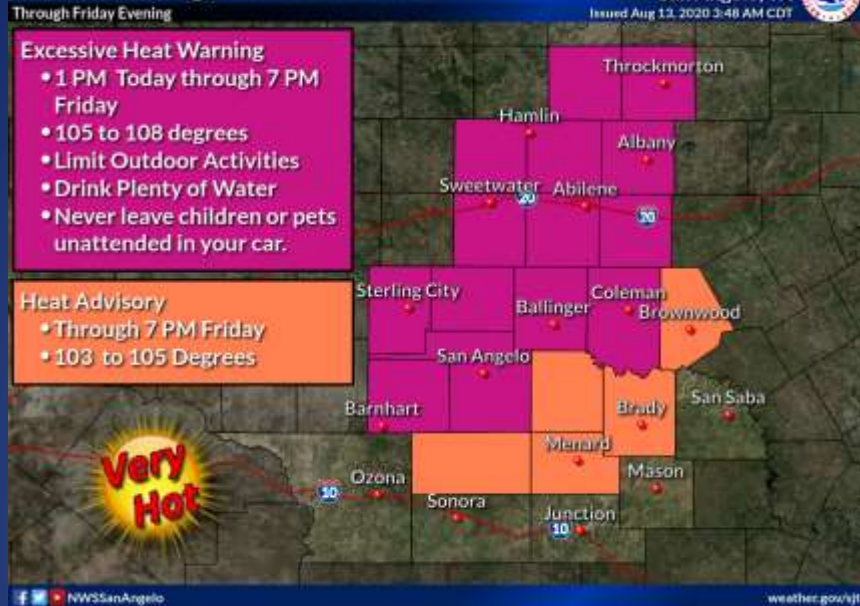 Through Friday Evening
Issued Aug 13, 2020 3:48 AM CDT
Excessive Heat Warning
• 1 PM Today through 7 PM
Friday
• 105 to 108 degrees
• Limit Outdoor Activities
• Drink Plenty of Water
• Never leave children or pets
unattended in your car.
Heat Advisory
• Through 7 PM Friday
• 103 to 105 Degrees
Throckmorton
Hamlin
Albany
Sweetwater
Abilene
20
20
Sterling City
Ballinger
Coleman
Brownwood
San Angelo
Barnhart
Brady
San Saba
Menard
Mason
Ozona
10
Sonora
Junction
10
Very
Hot
NWSSanAngelo
weather.gov/sjt